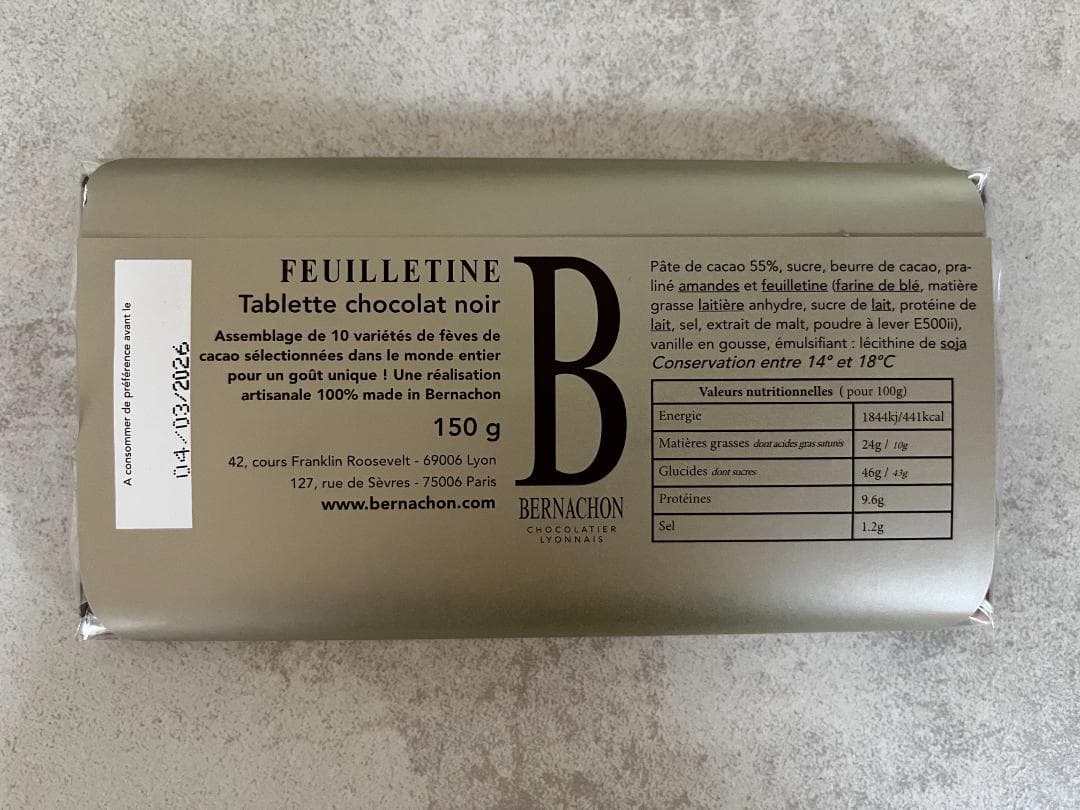 A consommer de préférence avant le
04/03/2026
FEUILLETINE
Tablette chocolat noir
Assemblage de 10 variétés de fèves de
cacao sélectionnées dans le monde entier
pour un goût unique ! Une réalisation
artisanale 100% made in Bernachon
150 g
42, cours Franklin Roosevelt - 69006 Lyon
127, rue de Sèvres - 75006 Paris
www.bernachon.com
B
BERNACHON
CHOCOLATIER
LYONNAIS
Pâte de cacao 55%, sucre, beurre de cacao, pra-
liné amandes et feuilletine (farine de blé, matière
grasse laitière anhydre, sucre de lait, protéine de
lait, sel, extrait de malt, poudre à lever E500ii),
vanille en gousse, émulsifiant : lécithine de soja
Conservation entre 14° et 18°C
Valeurs nutritionnelles ( pour 100g)
Energie 1844kj/441kcal
Matières grasses dont acides gras saturés 24g / 10g
Glucides dont sucres 46g / 43g
Protéines 9.6g
Sel 1.2g